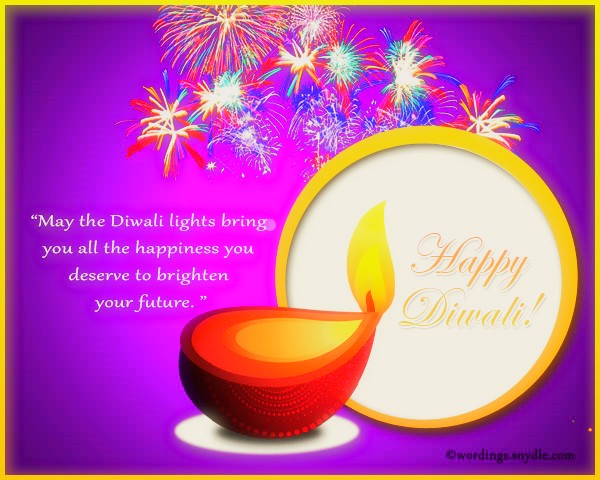 “May the Diwali lights bring
you all the happiness you
deserve to brighten
your future. ”
Happy
Diwali!
©wordings.snydle.com